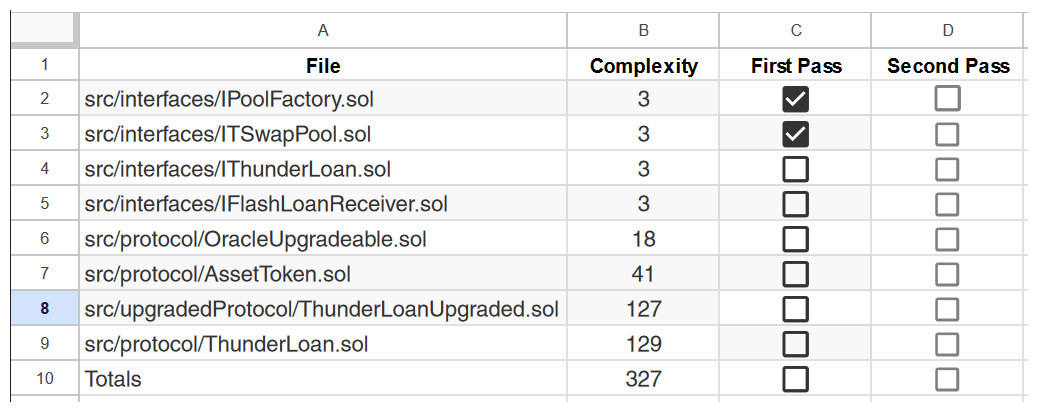 A B C D
1 File Complexity First Pass Second Pass
2 src/interfaces/IPoolFactory.sol 3
3 src/interfaces/ITSwapPool.sol 3
4 src/interfaces/IThunderLoan.sol 3
5 src/interfaces/IFlashLoanReceiver.sol 3
6 src/protocol/OracleUpgradeable.sol 18
7 src/protocol/AssetToken.sol 41
8 src/upgradedProtocol/ThunderLoanUpgraded.sol 127
9 src/protocol/ThunderLoan.sol 129
10 Totals 327